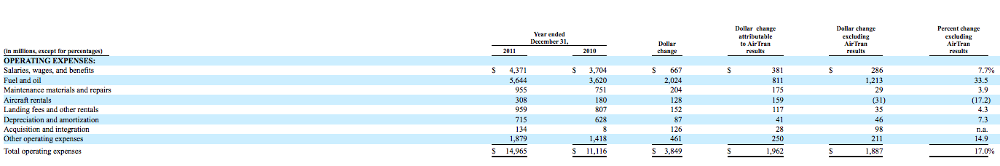 Year ended December 31, Dollar change Dollar change attributable to AirTran results Dollar change excluding AirTran results Percent change excluding AirTran results
(in millions, except for percentages) 2011 2010
OPERATING EXPENSES:
Salaries, wages, and benefits $ 4,371 $ 3,704 $ 667 $ 381 $ 286 7.7%
Fuel and oil 5,644 3,620 2,024 811 1,213 33.5
Maintenance materials and repairs 955 751 204 175 29 3.9
Aircraft rentals 308 180 128 159 (31) (17.2)
Landing fees and other rentals 959 807 152 117 35 4.3
Depreciation and amortization 715 628 87 41 46 7.3
Acquisition and integration 134 8 126 28 98 n.a.
Other operating expenses 1,879 1,418 461 250 211 14.9
Total operating expenses $ 14,965 $ 11,116 $ 3,849 $ 1,962 $ 1,887 17.0%